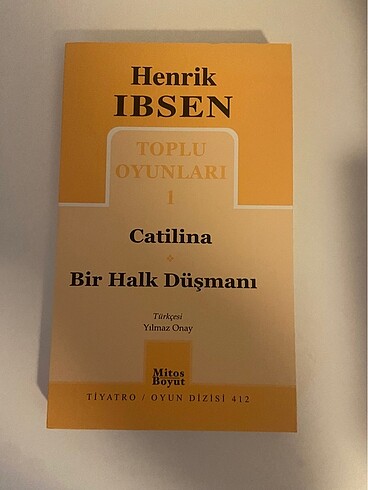 Henrik
IBSEN
TOPLU
OYUNLARI
1
Catilina
Bir Halk Düşmanı
Türkçesi
Yılmaz Onay
Mitos
Boyut
TİYATRO / OYUN DİZİSİ 412